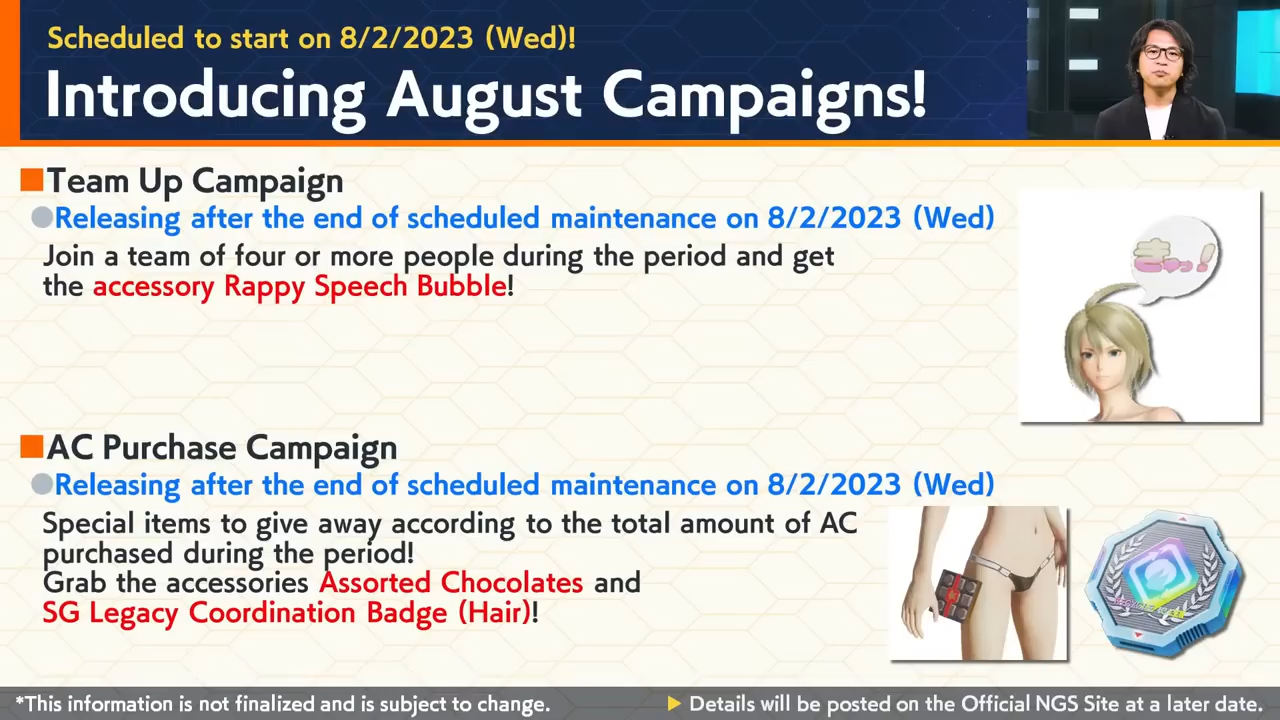 Scheduled to start on 8/2/2023 (Wed)!
Introducing August Campaigns!
Team Up Campaign
Releasing after the end of scheduled maintenance on 8/2/2023 (Wed)
Join a team of four or more people during the period and get
the accessory Rappy Speech Bubble!
AC Purchase Campaign
Releasing after the end of scheduled maintenance on 8/2/2023 (Wed)
Special items to give away according to the total amount of AC
purchased during the period!
Grab the accessories Assorted Chocolates and
SG Legacy Coordination Badge (Hair)!
*This information is not finalized and is subject to change.
▶ Details will be posted on the Official NGS Site at a later date.